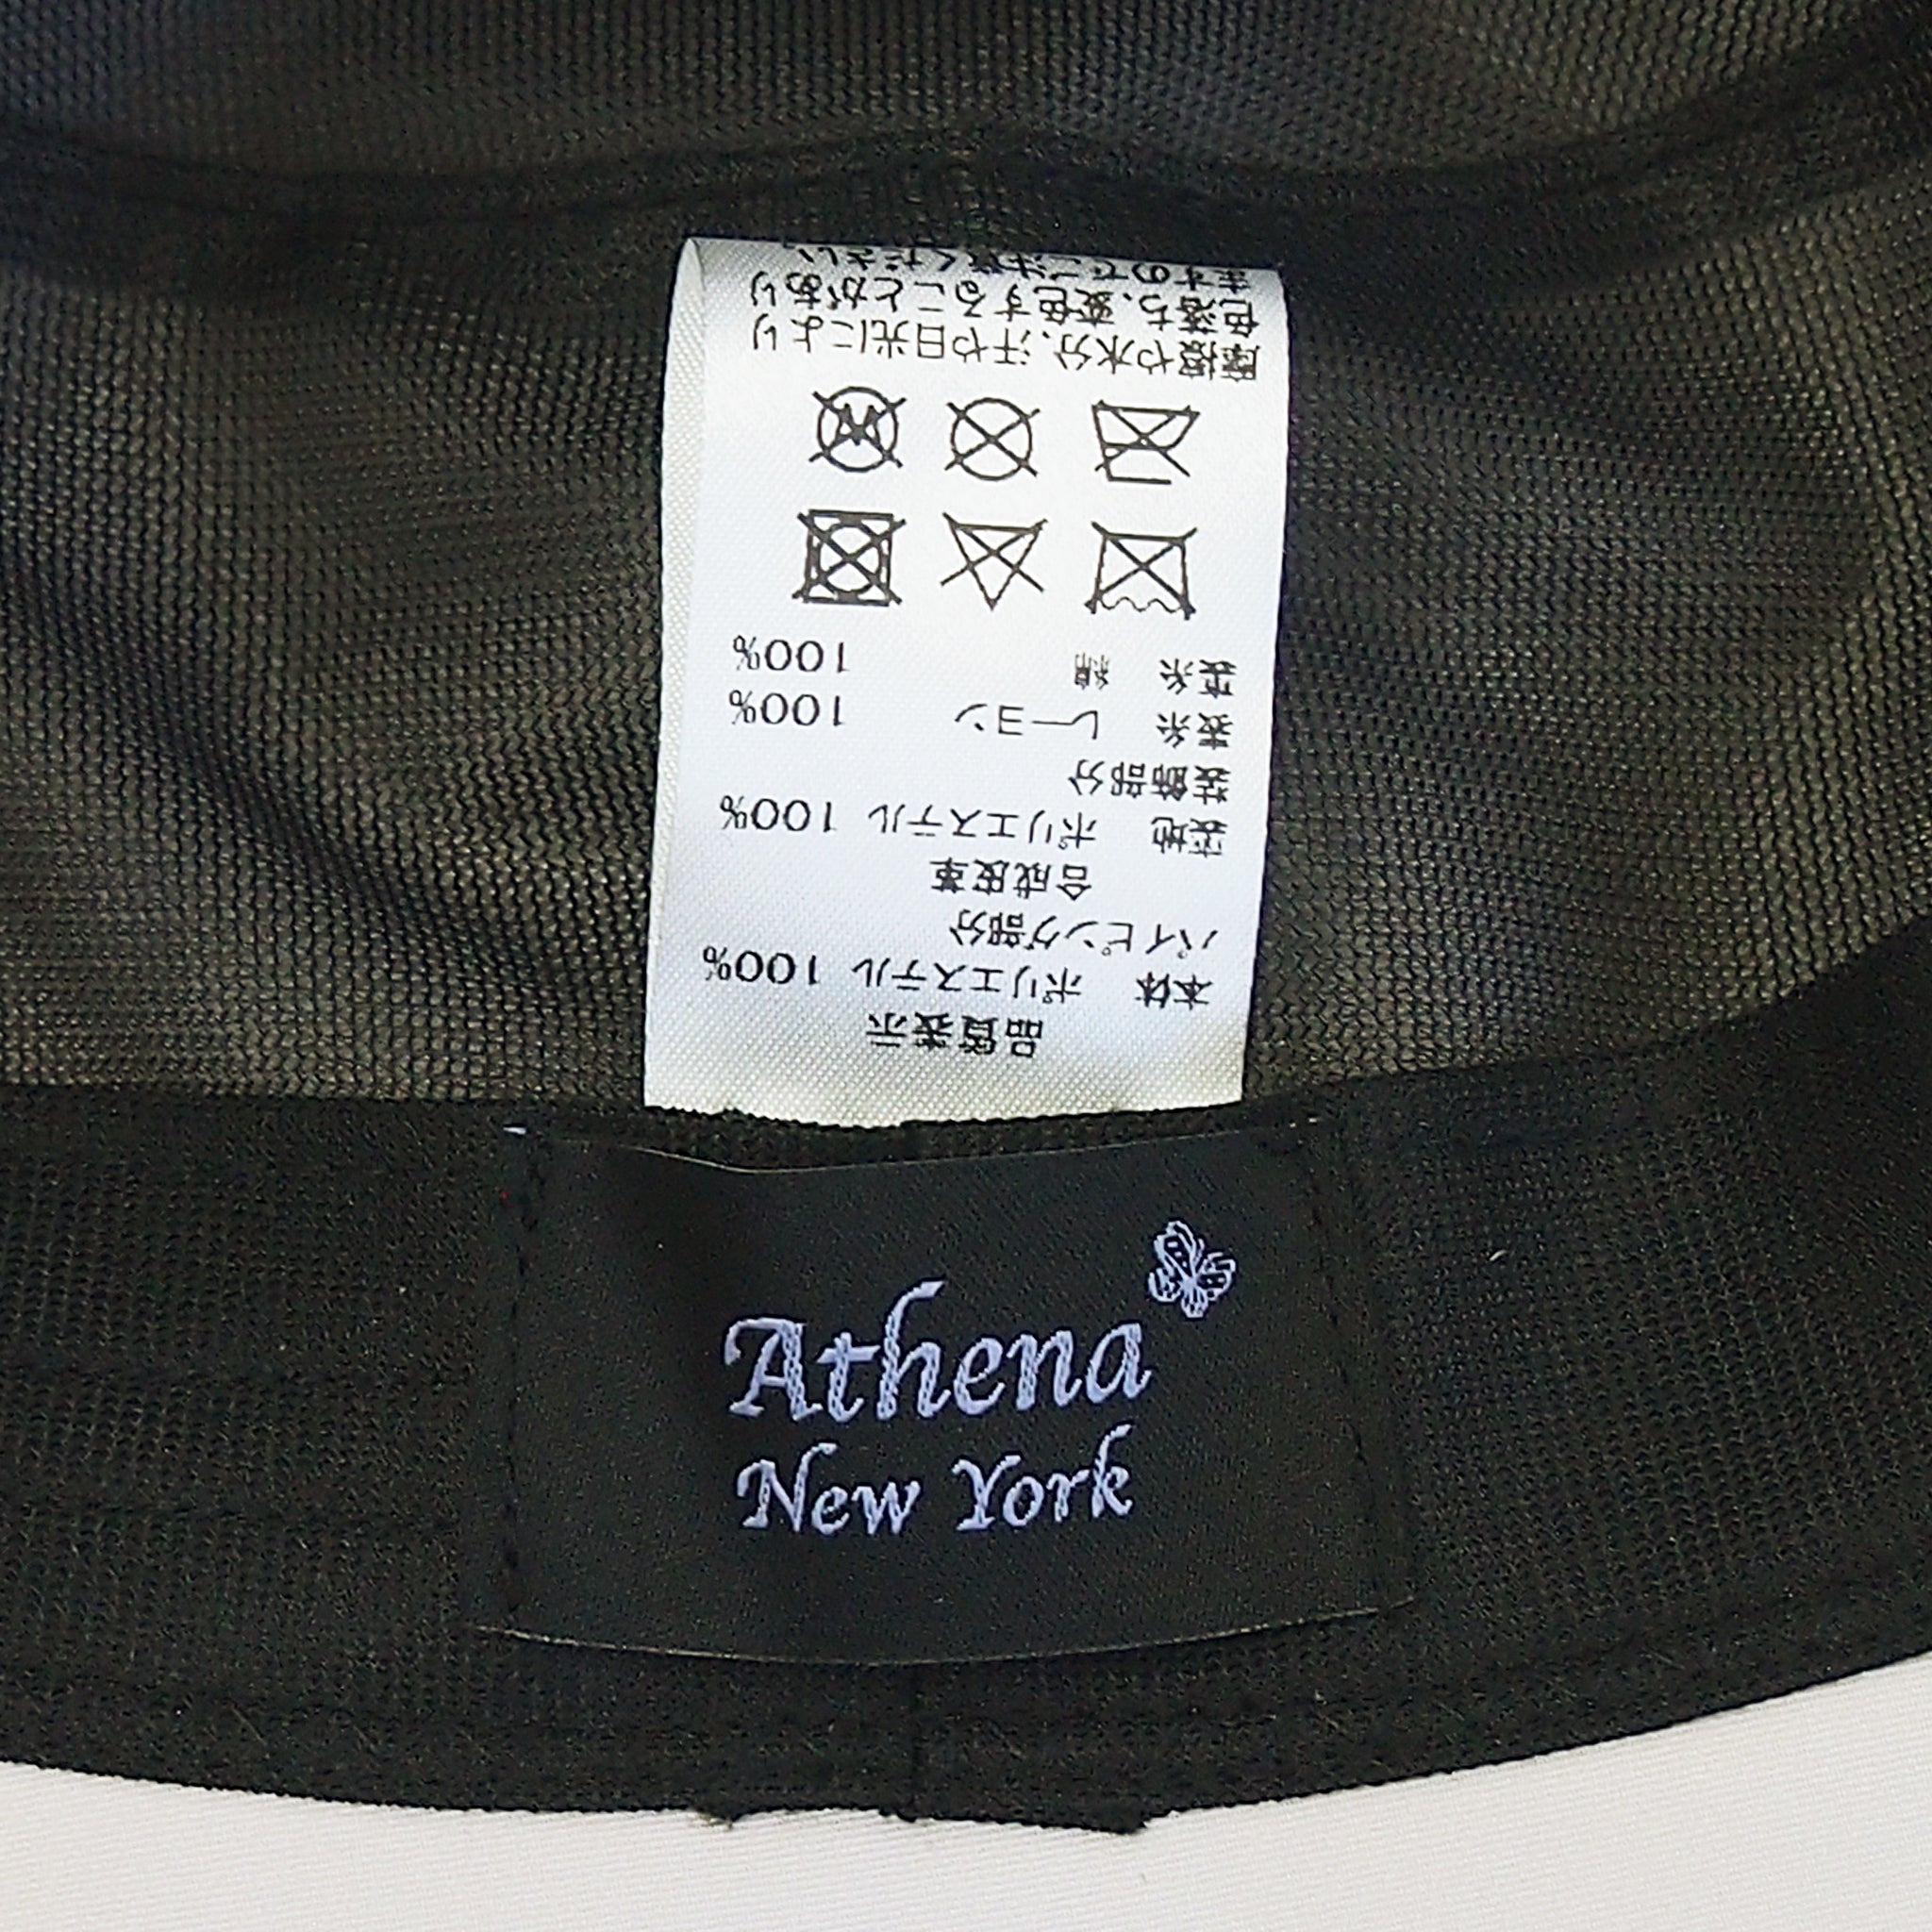 品質表示
本体 ポリエステル 100%
パイピング部分
合成皮革
裏地 ポリエステル 100%
装飾部分
表糸 レーヨン 100%
裏糸 綿 100%
摩擦や水分、汗や日光により
色落ち、変色することがあり
ますのでご注意ください。
Athena
New York